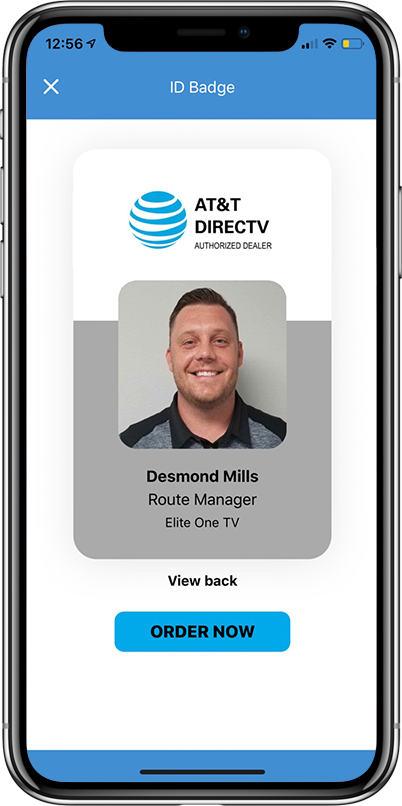 12:56
ID Badge
AT&T
DIRECTV
AUTHORIZED DEALER
Desmond Mills
Route Manager
Elite One TV
View back
ORDER NOW